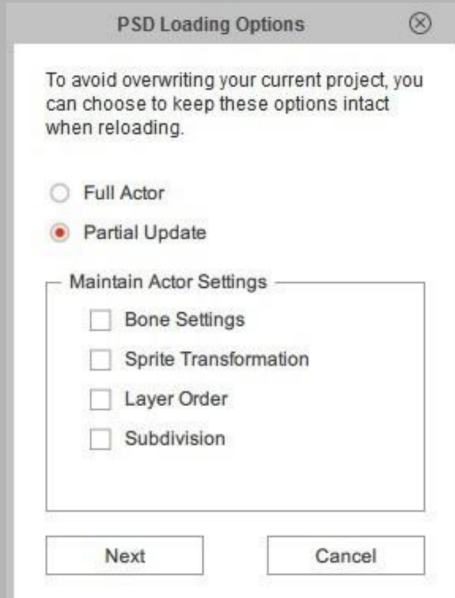 PSD Loading Options
To avoid overwriting your current project, you
can choose to keep these options intact
when reloading.
Full Actor
Partial Update
Maintain Actor Settings
Bone Settings
Sprite Transformation
Layer Order
Subdivision
Next
Cancel